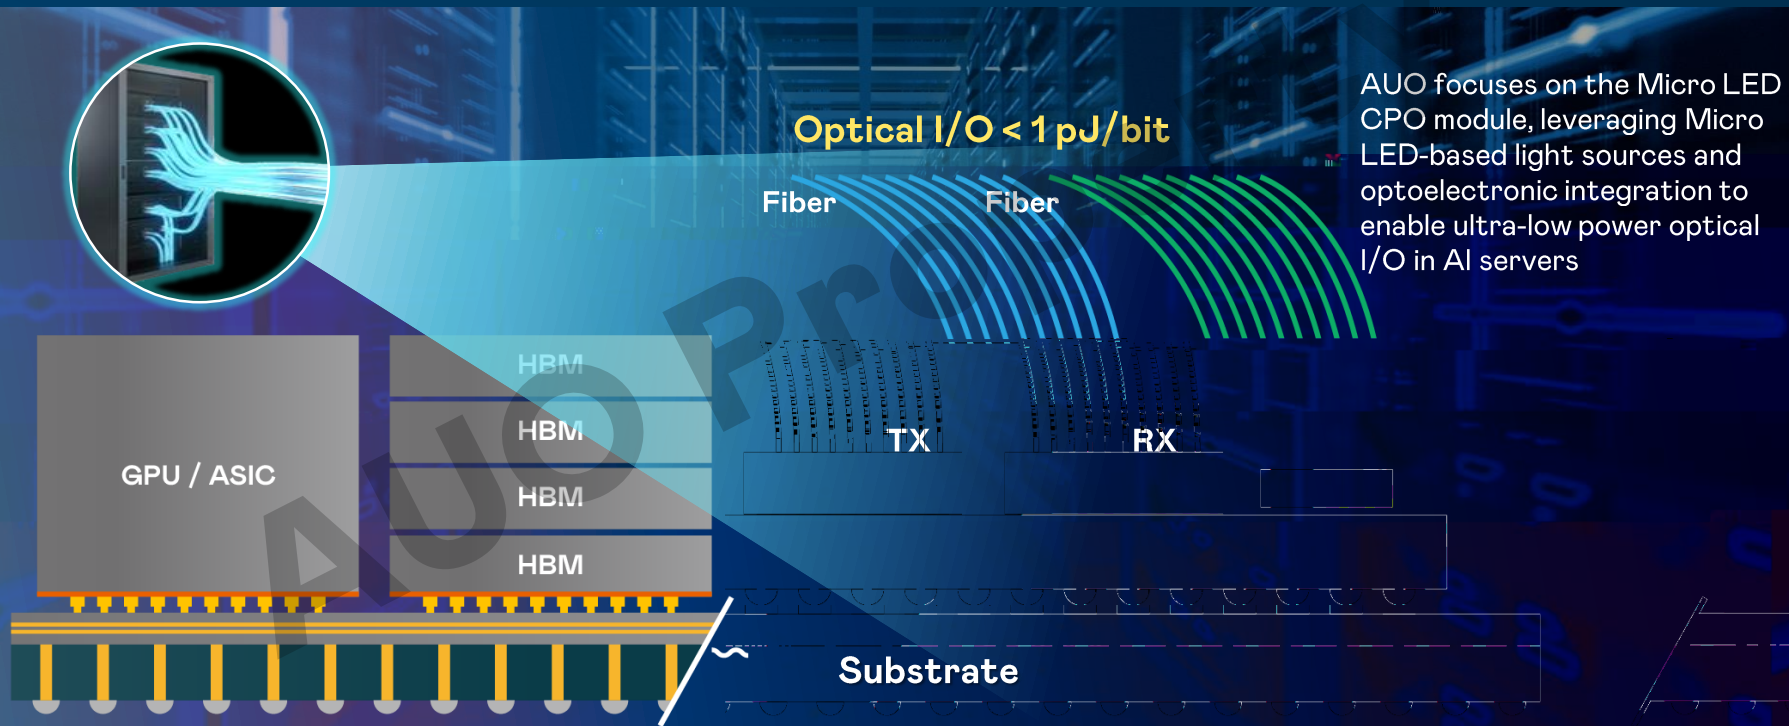 Optical I/O < 1 pJ/bit
AUO focuses on the Micro LED
CPO module, leveraging Micro
LED-based light sources and
optoelectronic integration to
enable ultra-low power optical
I/O in AI servers
Fiber
Fiber
HBM
HBM
HBM
HBM
GPU / ASIC
TX
RX
Substrate